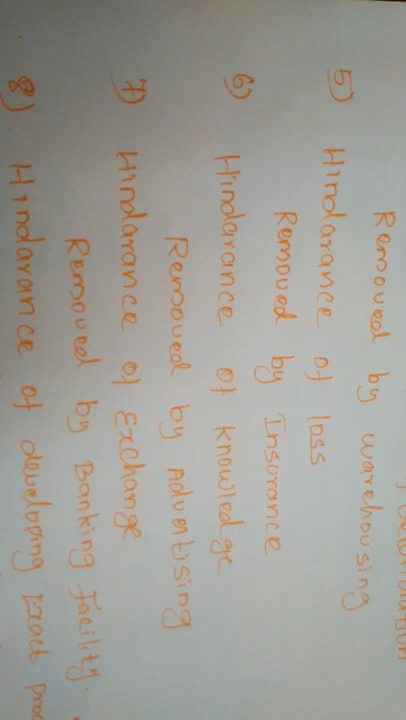 Removed by warehousing
5) Hindarance of loss
Removed by Insurance
6) Hindarance of knowledge
Removed by Advertising
7) Hindarance of Exchange
Removed by Banking Facility.
8) Hindarance of developing Exact